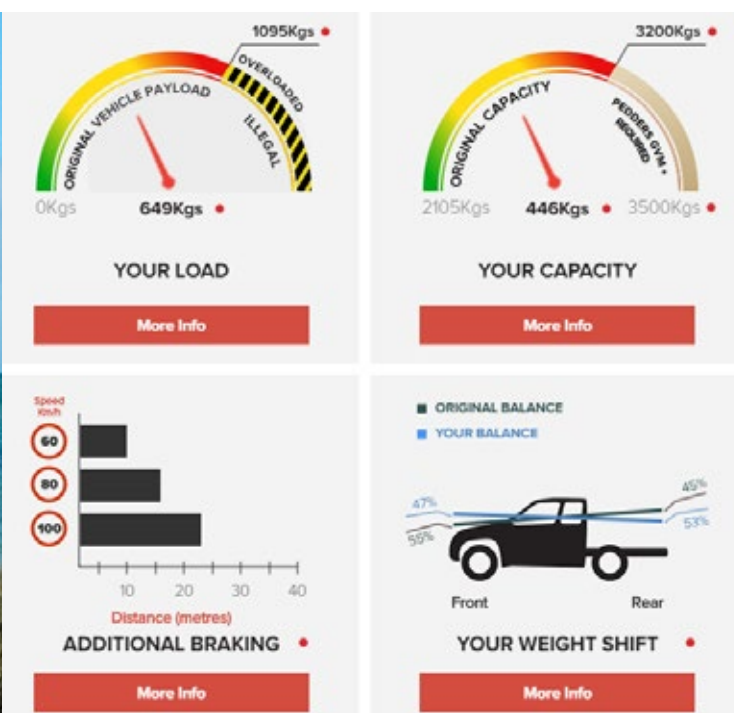 1095Kgs
ORIGINAL VEHICLE PAYLOAD
OVERLOADED
ILLEGAL
0Kgs
649Kgs
YOUR LOAD
More Info
3200Kgs
ORIGINAL CAPACITY
PEDDERS GVM+
REQUIRED
2105Kgs
446Kgs
3500Kgs
YOUR CAPACITY
More Info
Speed
Km/h
60
80
100
10 20 30 40
Distance (metres)
ADDITIONAL BRAKING
More Info
ORIGINAL BALANCE
YOUR BALANCE
47%
55%
45%
53%
Front
Rear
YOUR WEIGHT SHIFT
More Info